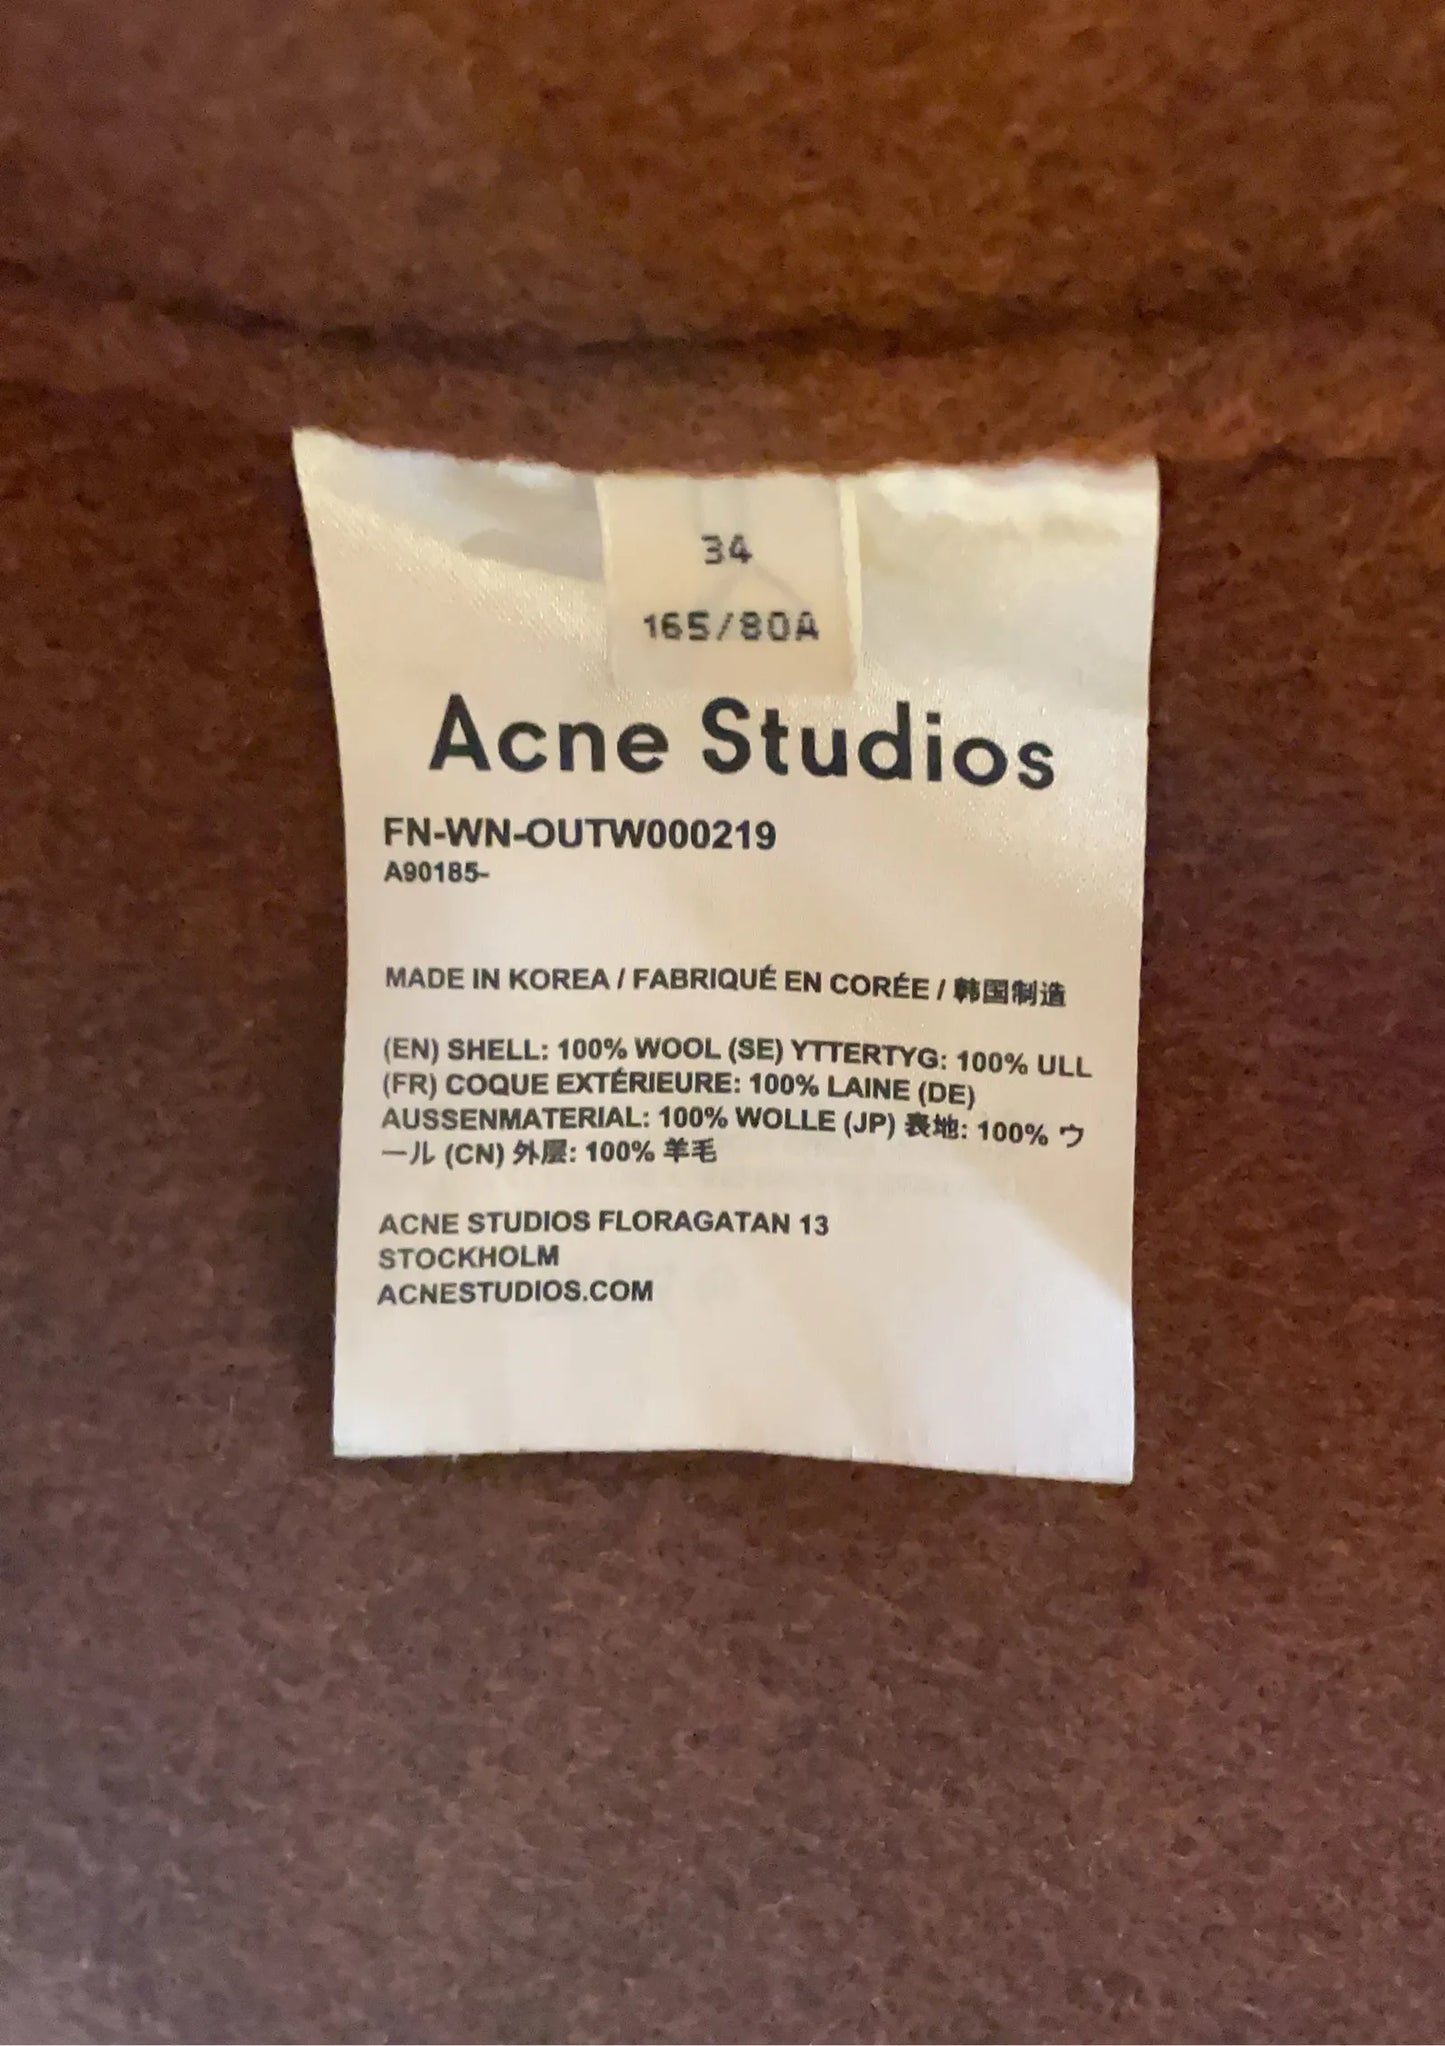 34
165/80A
Acne Studios
FN-WN-OUTW000219
A90185-
MADE IN KOREA / FABRIQUÉ EN CORÉE / 韩国制造
(EN) SHELL: 100% WOOL (SE) YTTERTYG: 100% ULL
(FR) COQUE EXTÉRIEURE: 100% LAINE (DE)
AUSSENMATERIAL: 100% WOLLE (JP) 表地: 100% ウ
ール (CN) 外层: 100% 羊毛
ACNE STUDIOS FLORAGATAN 13
STOCKHOLM
ACNESTUDIOS.COM